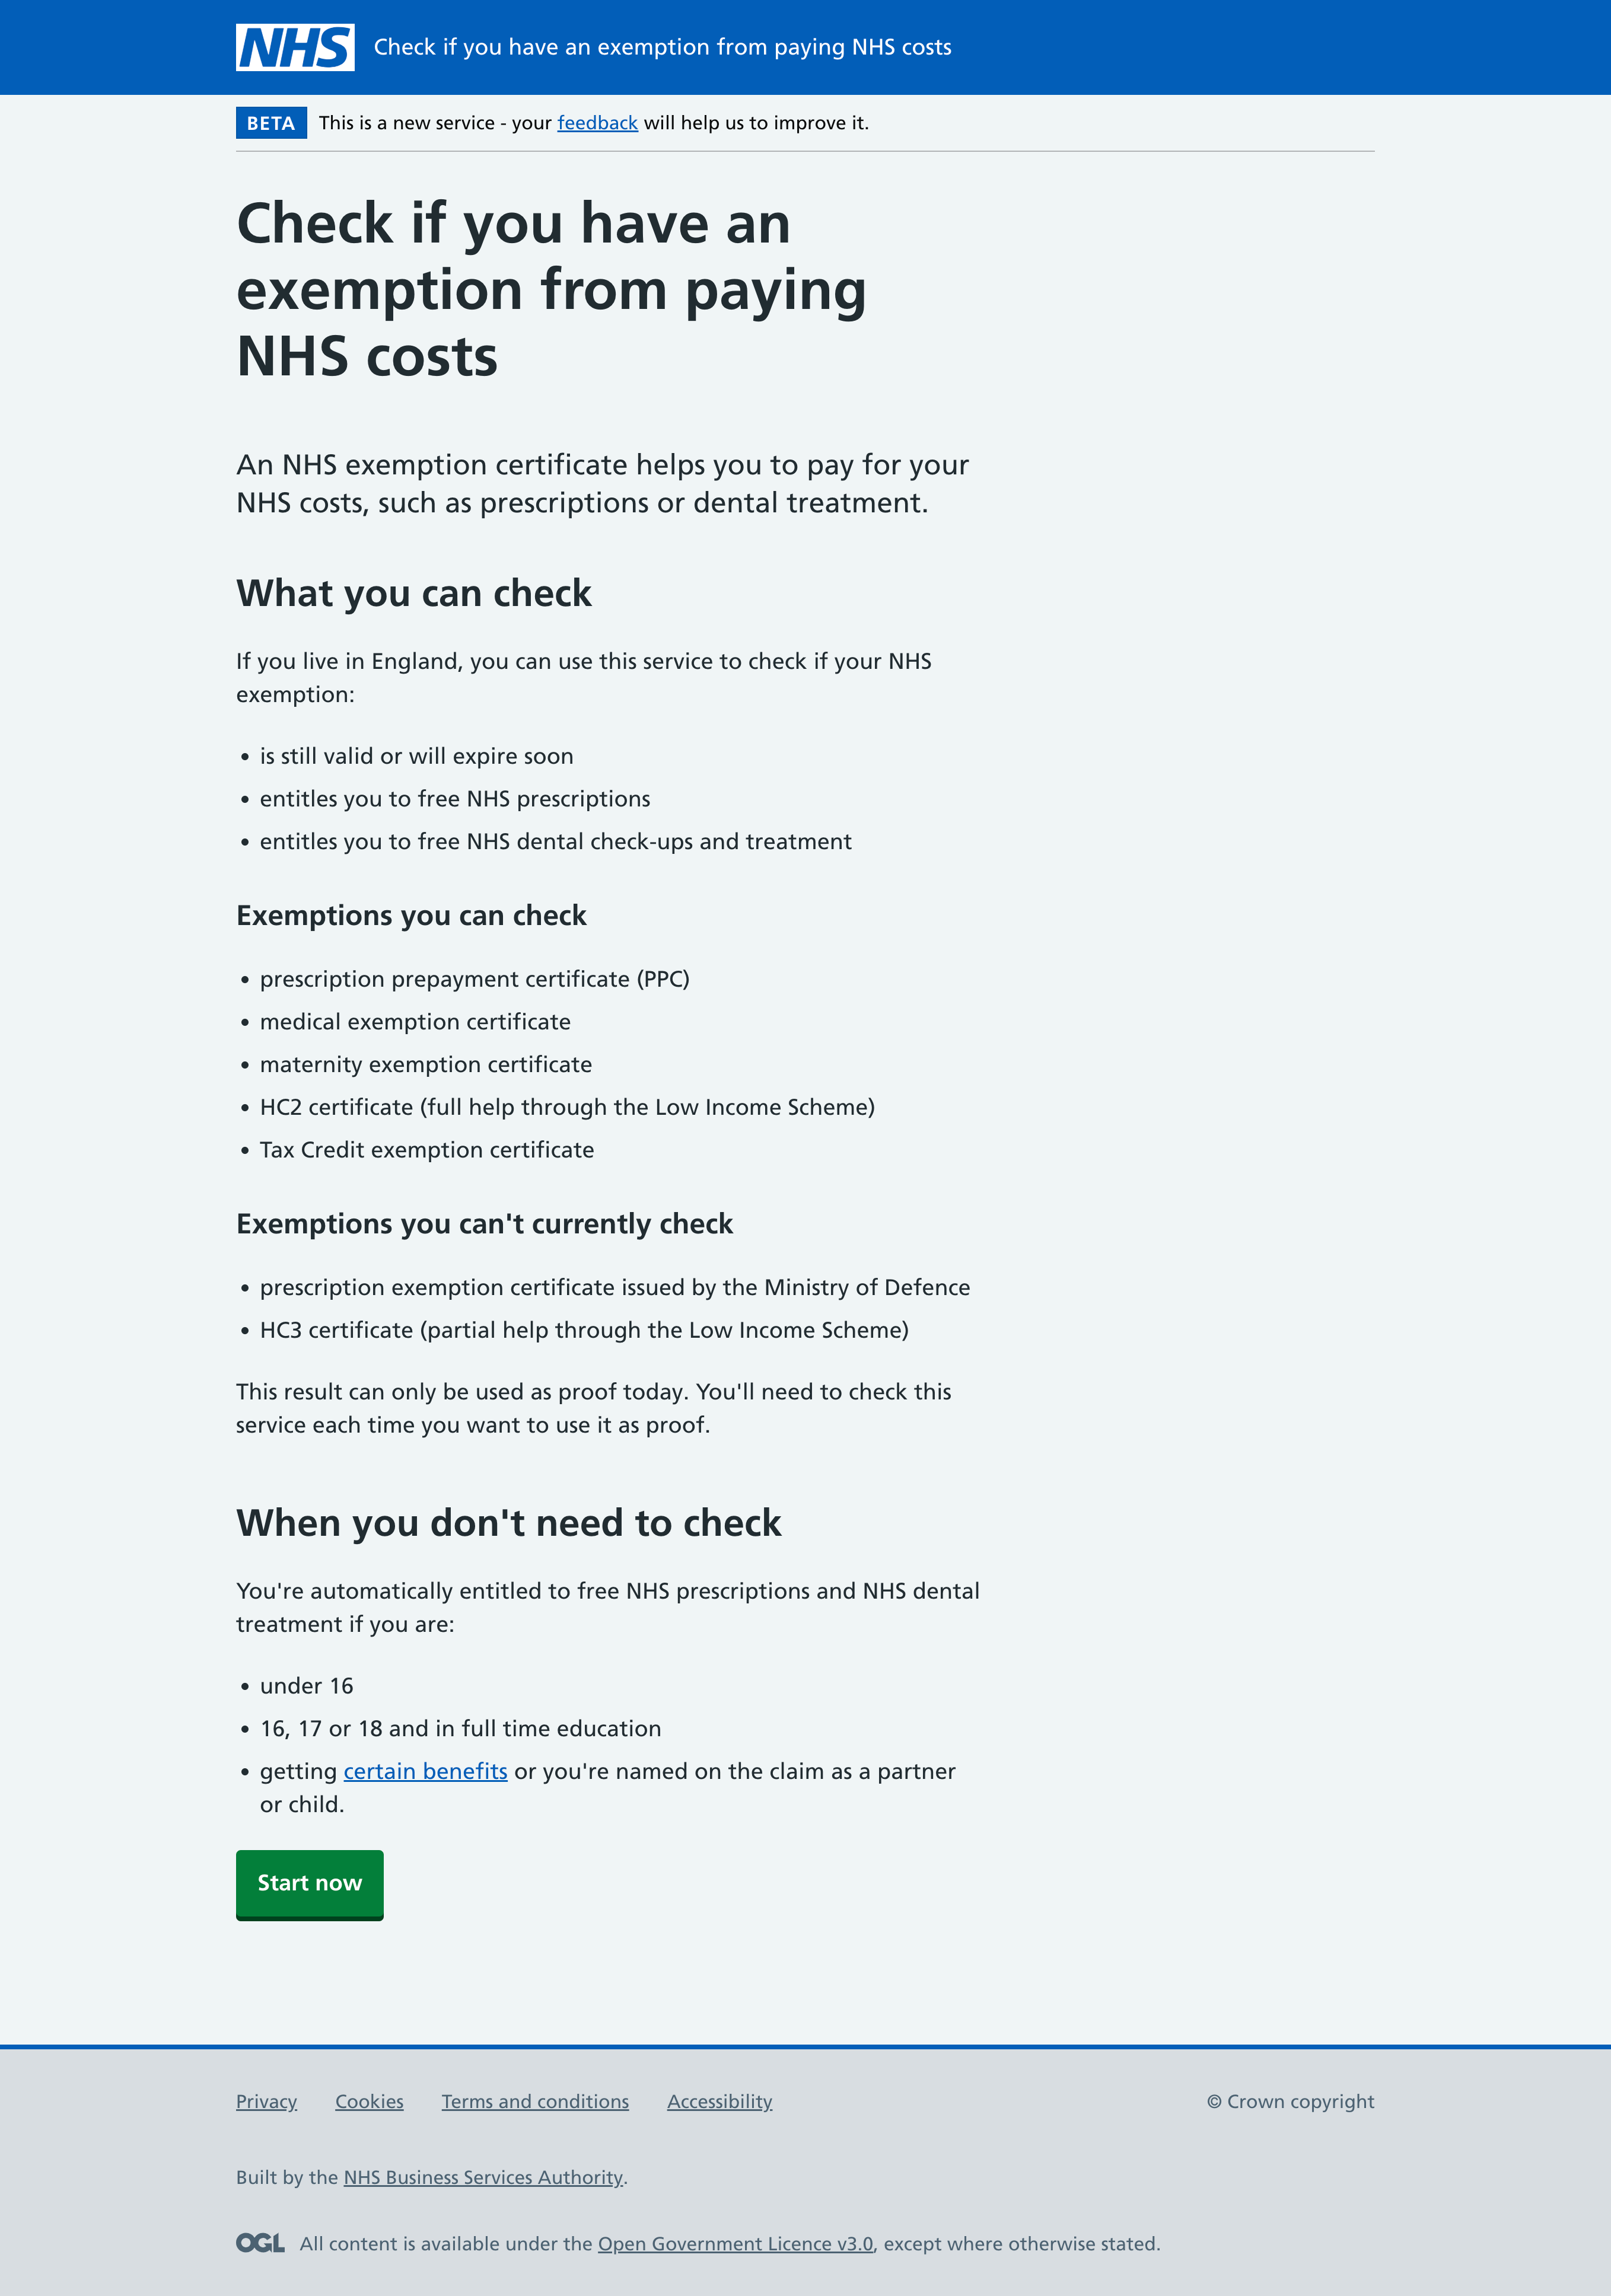 NHS Check if you have an exemption from paying NHS costs
BETA This is a new service - your feedback will help us to improve it.
Check if you have an
exemption from paying
NHS costs
An NHS exemption certificate helps you to pay for your
NHS costs, such as prescriptions or dental treatment.
What you can check
If you live in England, you can use this service to check if your NHS
exemption:
• is still valid or will expire soon
• entitles you to free NHS prescriptions
• entitles you to free NHS dental check-ups and treatment
Exemptions you can check
• prescription prepayment certificate (PPC)
• medical exemption certificate
• maternity exemption certificate
• HC2 certificate (full help through the Low Income Scheme)
• Tax Credit exemption certificate
Exemptions you can't currently check
• prescription exemption certificate issued by the Ministry of Defence
• HC3 certificate (partial help through the Low Income Scheme)
This result can only be used as proof today. You'll need to check this
service each time you want to use it as proof.
When you don't need to check
You're automatically entitled to free NHS prescriptions and NHS dental
treatment if you are:
• under 16
• 16, 17 or 18 and in full time education
• getting certain benefits or you're named on the claim as a partner
or child.
Start now
Privacy Cookies Terms and conditions Accessibility © Crown copyright
Built by the NHS Business Services Authority.
OGL All content is available under the Open Government Licence v3.0, except where otherwise stated.